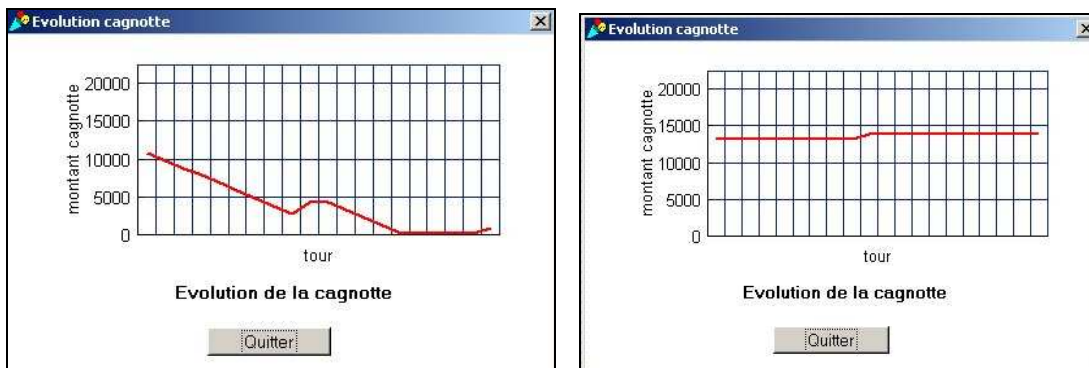 Evolution cagnotte
montant cagnotte
20000
15000
10000
5000
0
tour
Evolution de la cagnotte
Quitter
Evolution cagnotte
montant cagnotte
20000
15000
10000
5000
0
tour
Evolution de la cagnotte
Quitter